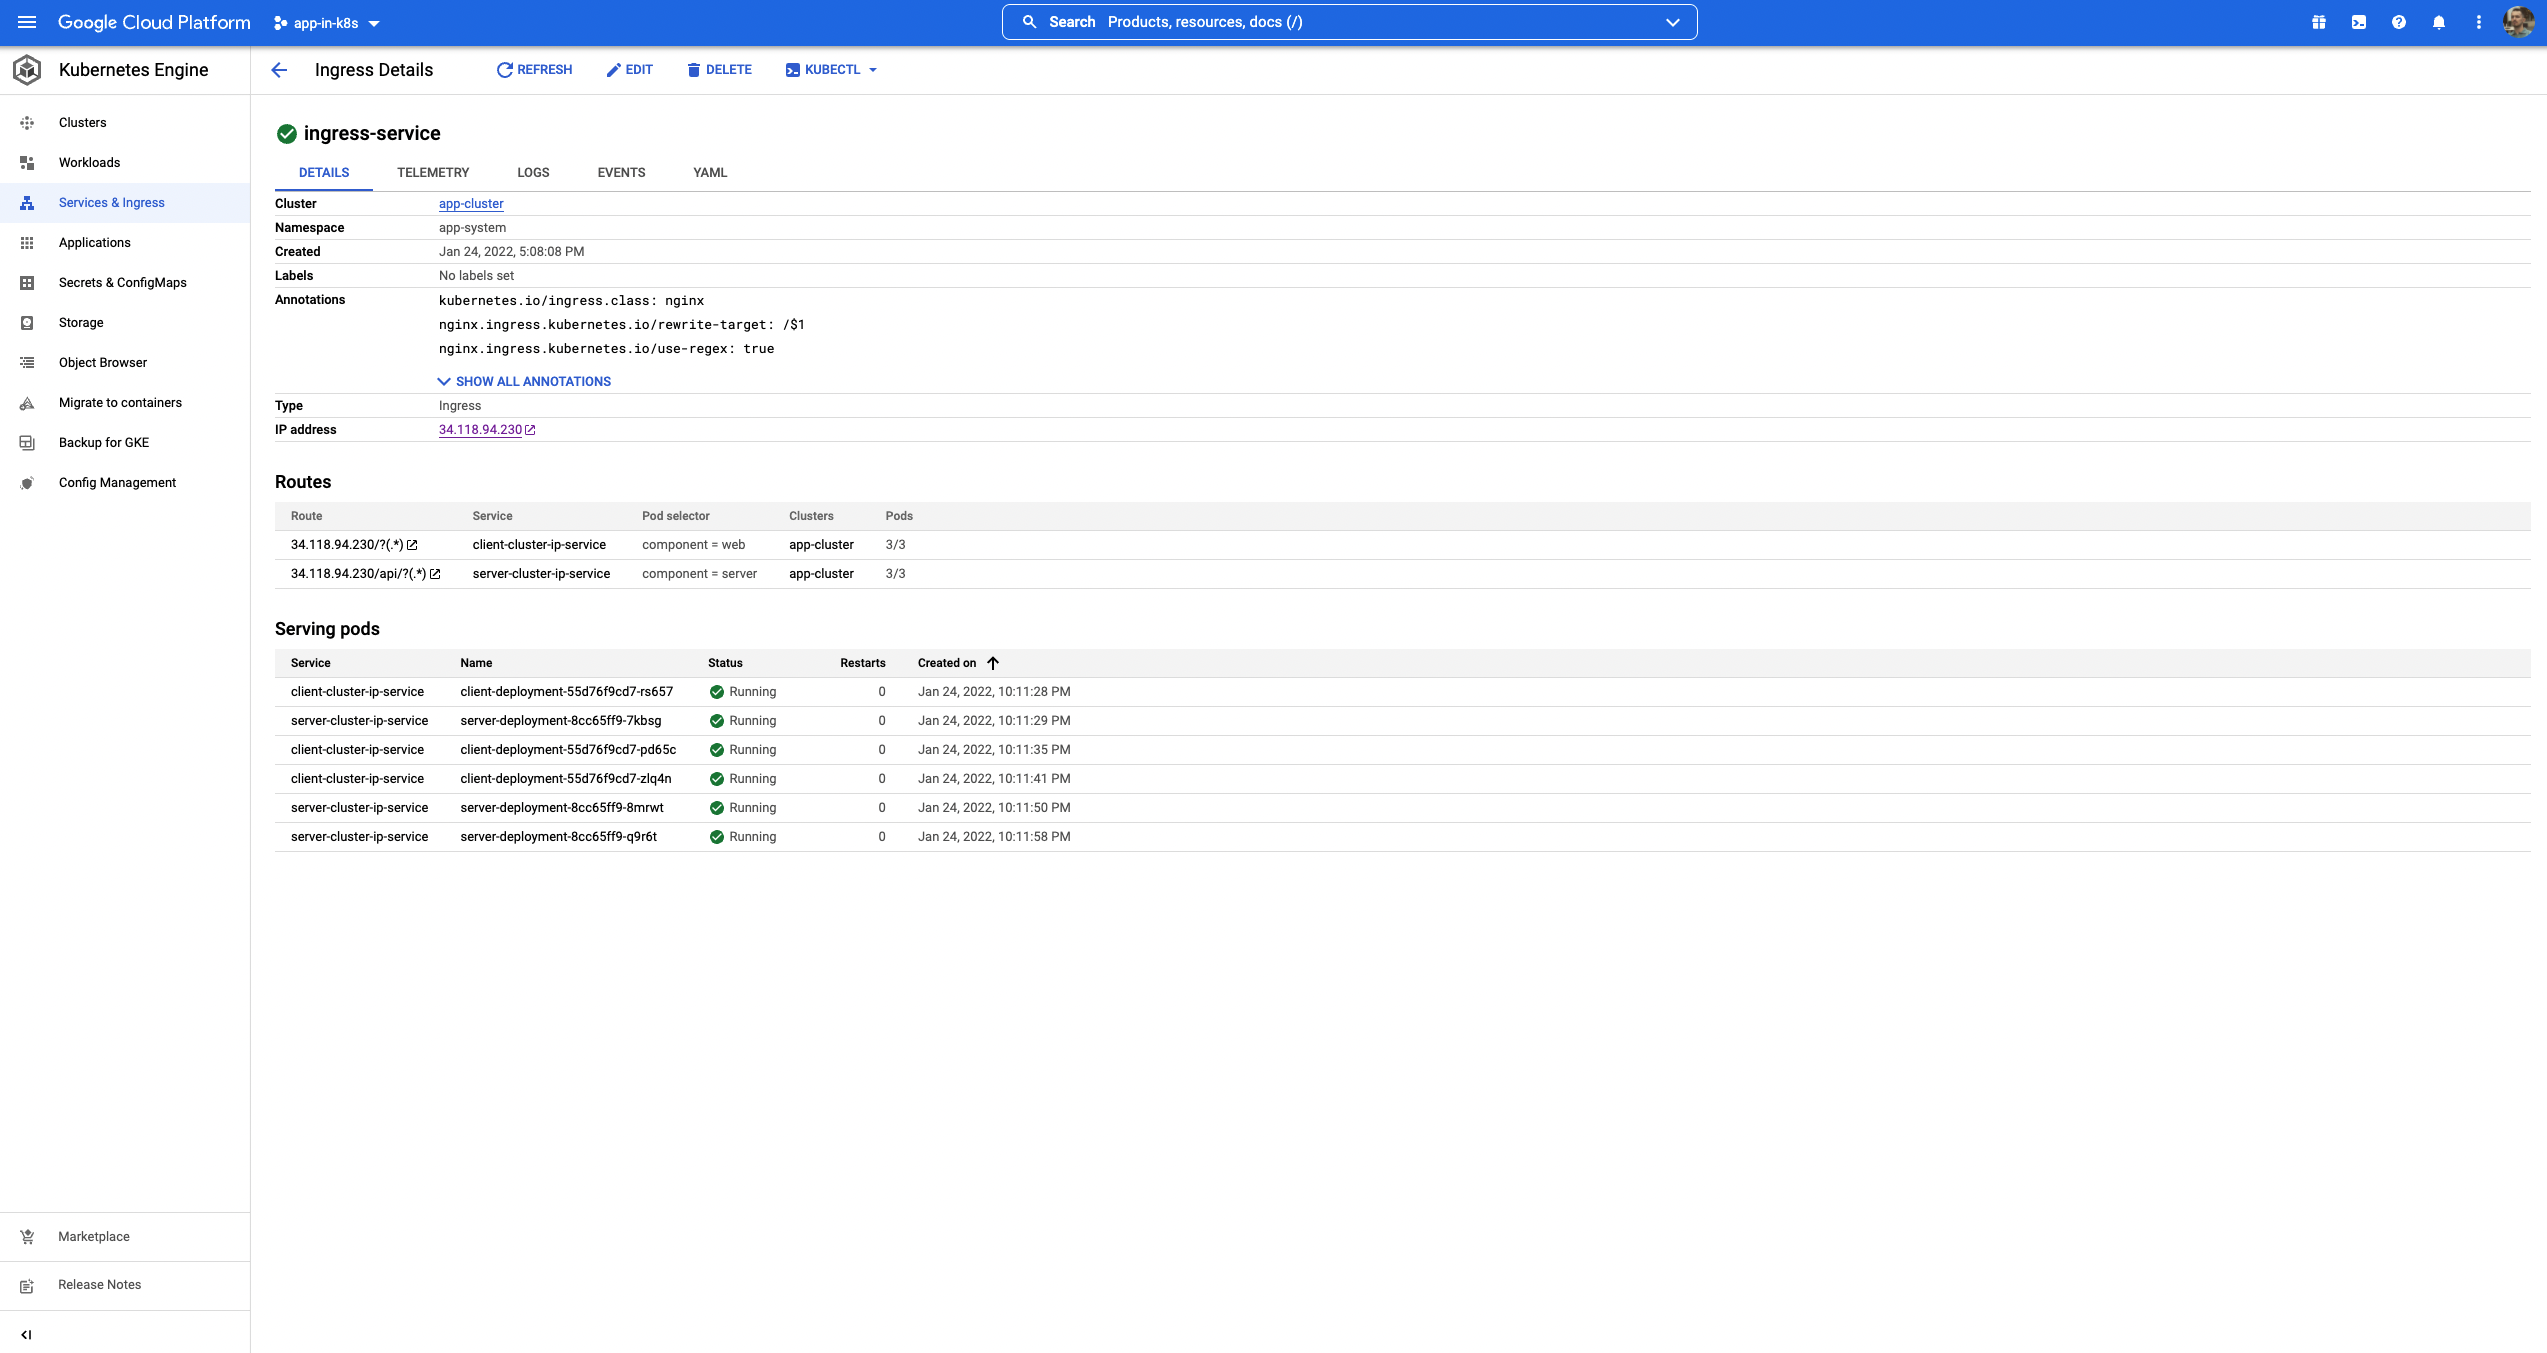 Google Cloud Platform app-in-k8s Search Products, resources, docs (/)
Kubernetes Engine
Clusters
Workloads
Services & Ingress
Applications
Secrets & ConfigMaps
Storage
Object Browser
Migrate to containers
Backup for GKE
Config Management
Marketplace
Release Notes
Ingress Details REFRESH EDIT DELETE KUBECTL
ingress-service
DETAILS TELEMETRY LOGS EVENTS YAML
Cluster app-cluster
Namespace app-system
Created Jan 24, 2022, 5:08:08 PM
Labels No labels set
Annotations kubernetes.io/ingress.class: nginx
nginx.ingress.kubernetes.io/rewrite-target: /$1
nginx.ingress.kubernetes.io/use-regex: true
SHOW ALL ANNOTATIONS
Type Ingress
IP address 34.118.94.230
Routes
Route Service Pod selector Clusters Pods
34.118.94.230/?(.*) client-cluster-ip-service component = web app-cluster 3/3
34.118.94.230/api/?(.*) server-cluster-ip-service component = server app-cluster 3/3
Serving pods
Service Name Status Restarts Created on
client-cluster-ip-service client-deployment-55d76f9cd7-rs657 Running 0 Jan 24, 2022, 10:11:28 PM
server-cluster-ip-service server-deployment-8cc65ff9-7kbsg Running 0 Jan 24, 2022, 10:11:29 PM
client-cluster-ip-service client-deployment-55d76f9cd7-pd65c Running 0 Jan 24, 2022, 10:11:35 PM
client-cluster-ip-service client-deployment-55d76f9cd7-zlq4n Running 0 Jan 24, 2022, 10:11:41 PM
server-cluster-ip-service server-deployment-8cc65ff9-8mrwt Running 0 Jan 24, 2022, 10:11:50 PM
server-cluster-ip-service server-deployment-8cc65ff9-q9r6t Running 0 Jan 24, 2022, 10:11:58 PM